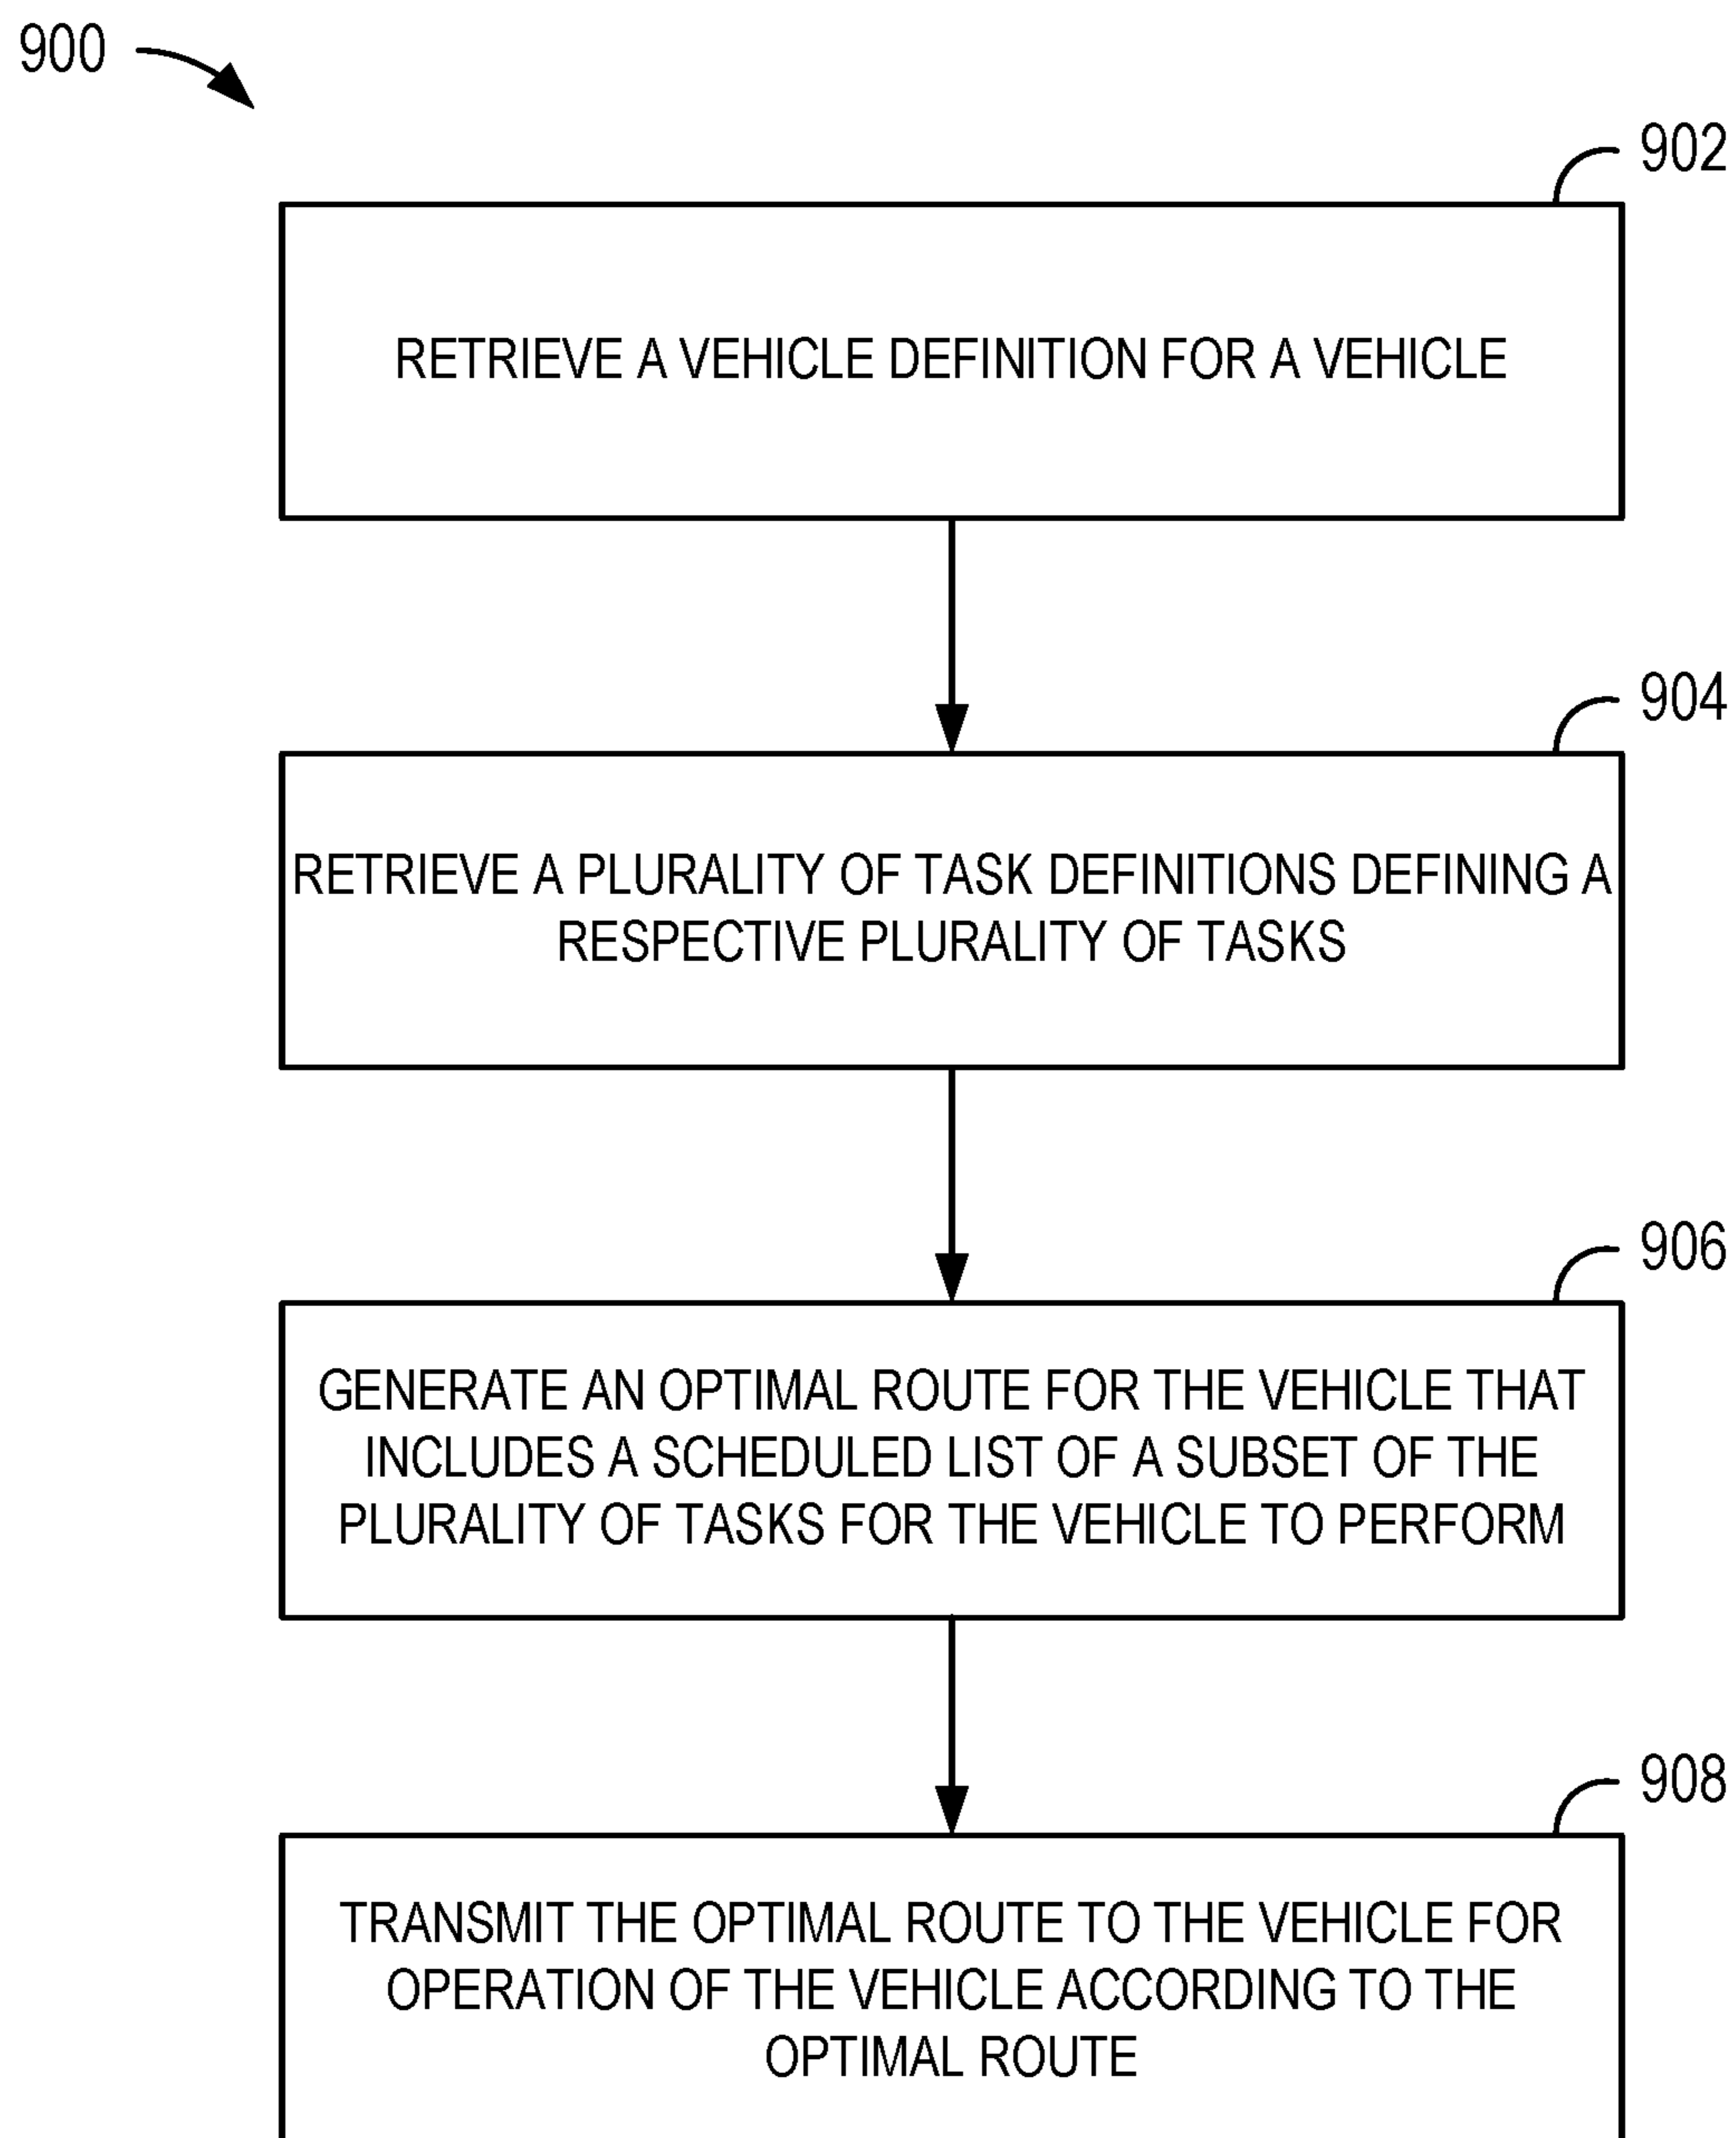 900
902
RETRIEVE A VEHICLE DEFINITION FOR A VEHICLE
904
RETRIEVE A PLURALITY OF TASK DEFINITIONS DEFINING A
RESPECTIVE PLURALITY OF TASKS
906
GENERATE AN OPTIMAL ROUTE FOR THE VEHICLE THAT
INCLUDES A SCHEDULED LIST OF A SUBSET OF THE
PLURALITY OF TASKS FOR THE VEHICLE TO PERFORM
908
TRANSMIT THE OPTIMAL ROUTE TO THE VEHICLE FOR
OPERATION OF THE VEHICLE ACCORDING TO THE
OPTIMAL ROUTE